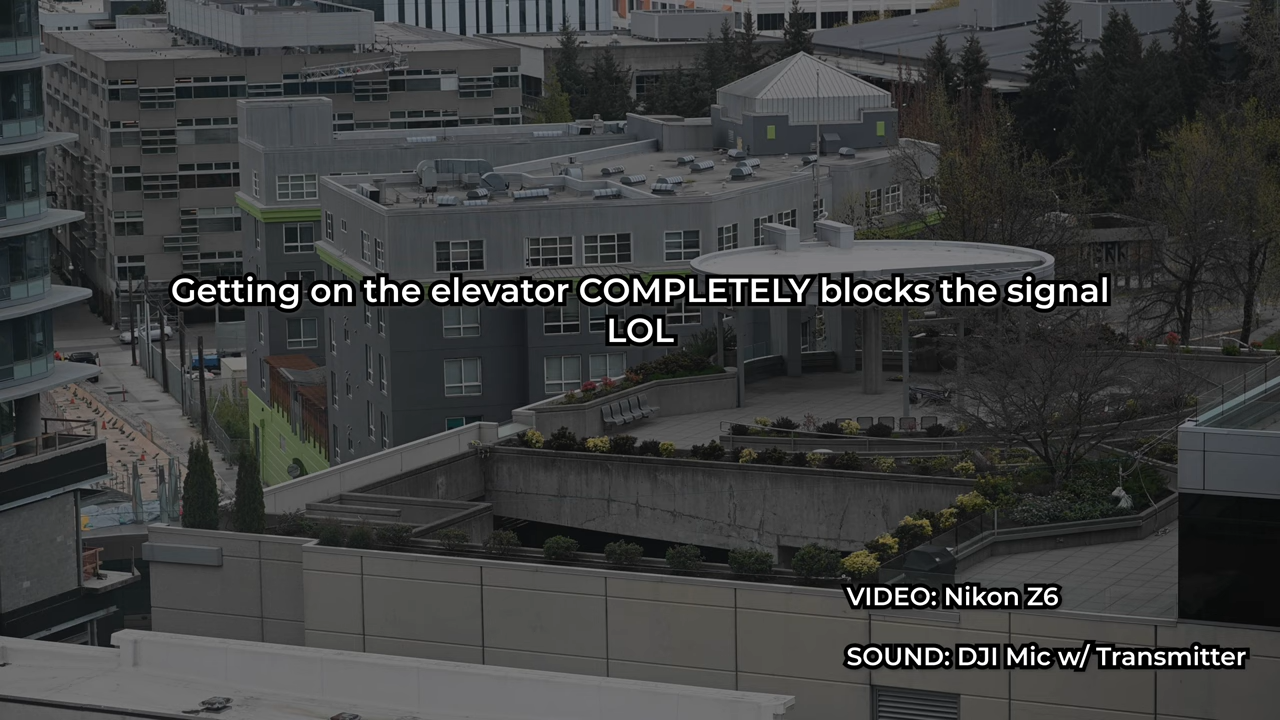 Getting on the elevator COMPLETELY blocks the signal
LOL
VIDEO: Nikon Z6
SOUND: DJI Mic w/ Transmitter